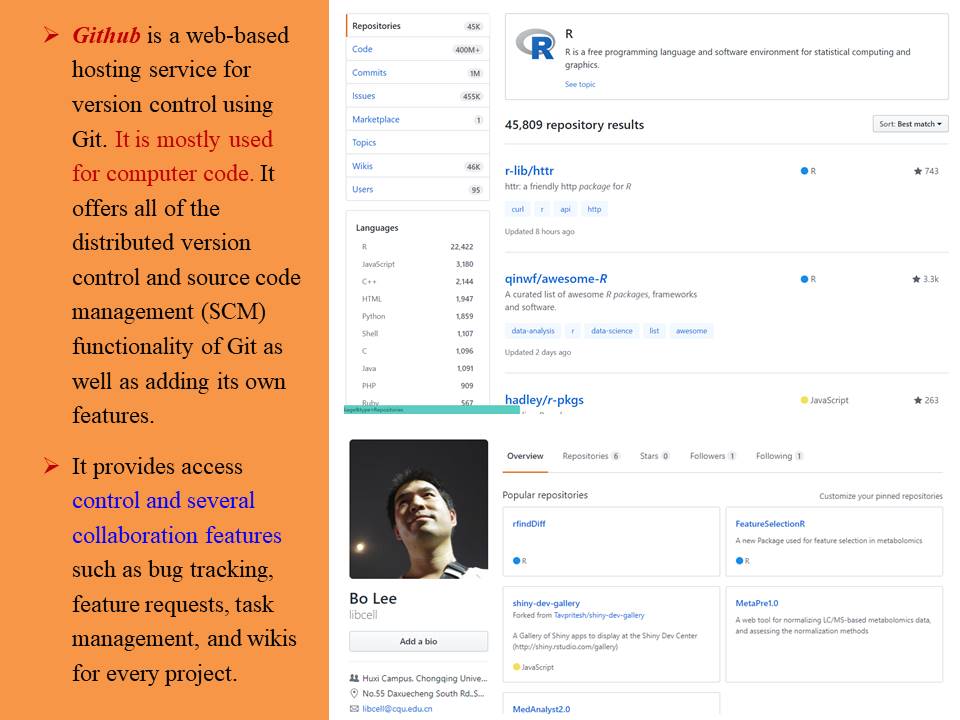 ➢ Github is a web-based
hosting service for
version control using
Git. It is mostly used
for computer code. It
offers all of the
distributed version
control and source code
management (SCM)
functionality of Git as
well as adding its own
features.
➢ It provides access
control and several
collaboration features
such as bug tracking,
feature requests, task
management, and wikis
for every project.
Repositories 45K
Code 400M+
Commits 1M
Issues 455K
Marketplace 1
Topics
Wikis 46K
Users 95
Languages
R 22,422
JavaScript 3,180
C++ 2,144
HTML 1,947
Python 1,859
Shell 1,107
C 1,096
Java 1,091
PHP 909
Ruby 567
R
R is a free programming language and software environment for statistical computing and
graphics.
See topic
45,809 repository results
Sort: Best match
r-lib/httr R 743
httr: a friendly http package for R
curl r api http
Updated 8 hours ago
qinwf/awesome-R R 3.3k
A curated list of awesome R packages, frameworks
and software.
data-analysis r data-science list awesome
Updated 2 days ago
hadley/r-pkgs JavaScript 263
Bo Lee
libcell
Add a bio
Huxi Campus, Chongqing Unive...
No.55 Daxuecheng South Rd.,S...
libcell@cqu.edu.cn
Overview Repositories 6 Stars 0 Followers 1 Following 1
Popular repositories
Customize your pinned repositories
rfindDiff
R
FeatureSelectionR
A new Package used for feature selection in metabolomics
R
shiny-dev-gallery
Forked from Tavpritesh/shiny-dev-gallery
A Gallery of Shiny apps to display at the Shiny Dev Center
(http://shiny.rstudio.com/gallery)
JavaScript
MetaPre1.0
A web tool for normalizing LC/MS-based metabolomics data,
and assessing the normalization methods
MedAnalyst2.0